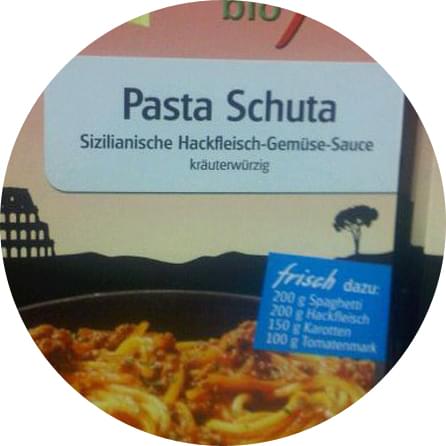 bio
Pasta Schuta
Sizilianische Hackfleisch-Gemüse-Sauce
kräuterwürzig
frisch dazu:
200 g Spaghetti
200 g Hackfleisch
150 g Karotten
100 g Tomatenmark